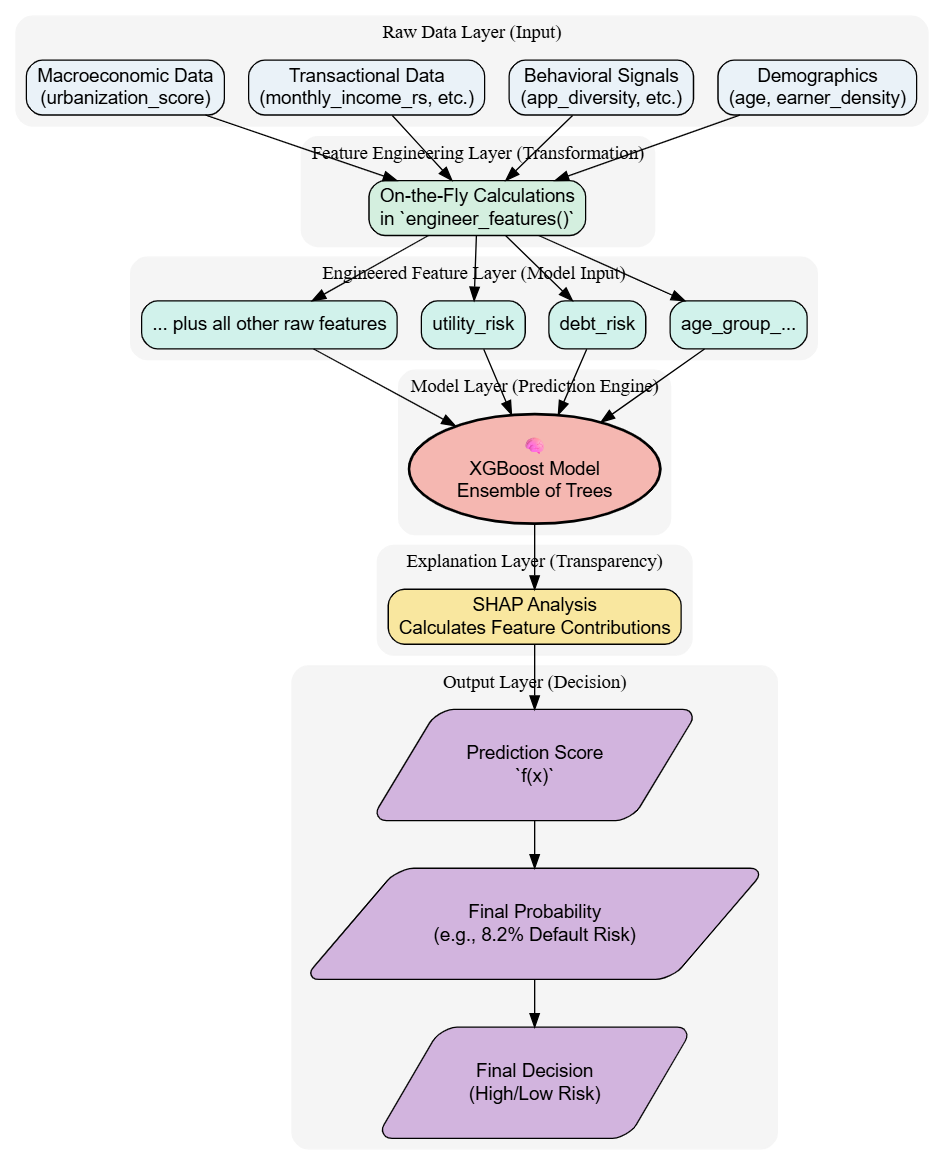 Raw Data Layer (Input)
Macroeconomic Data
(urbanization_score)
Transactional Data
(monthly_income_rs, etc.)
Behavioral Signals
(app_diversity, etc.)
Demographics
(age, earner_density)
Feature Engineering Layer (Transformation)
On-the-Fly Calculations
in `engineer_features()`
Engineered Feature Layer (Model Input)
... plus all other raw features
utility_risk
debt_risk
age_group_...
Model Layer (Prediction Engine)
XGBoost Model
Ensemble of Trees
Explanation Layer (Transparency)
SHAP Analysis
Calculates Feature Contributions
Output Layer (Decision)
Prediction Score
`f(x)`
Final Probability
(e.g., 8.2% Default Risk)
Final Decision
(High/Low Risk)